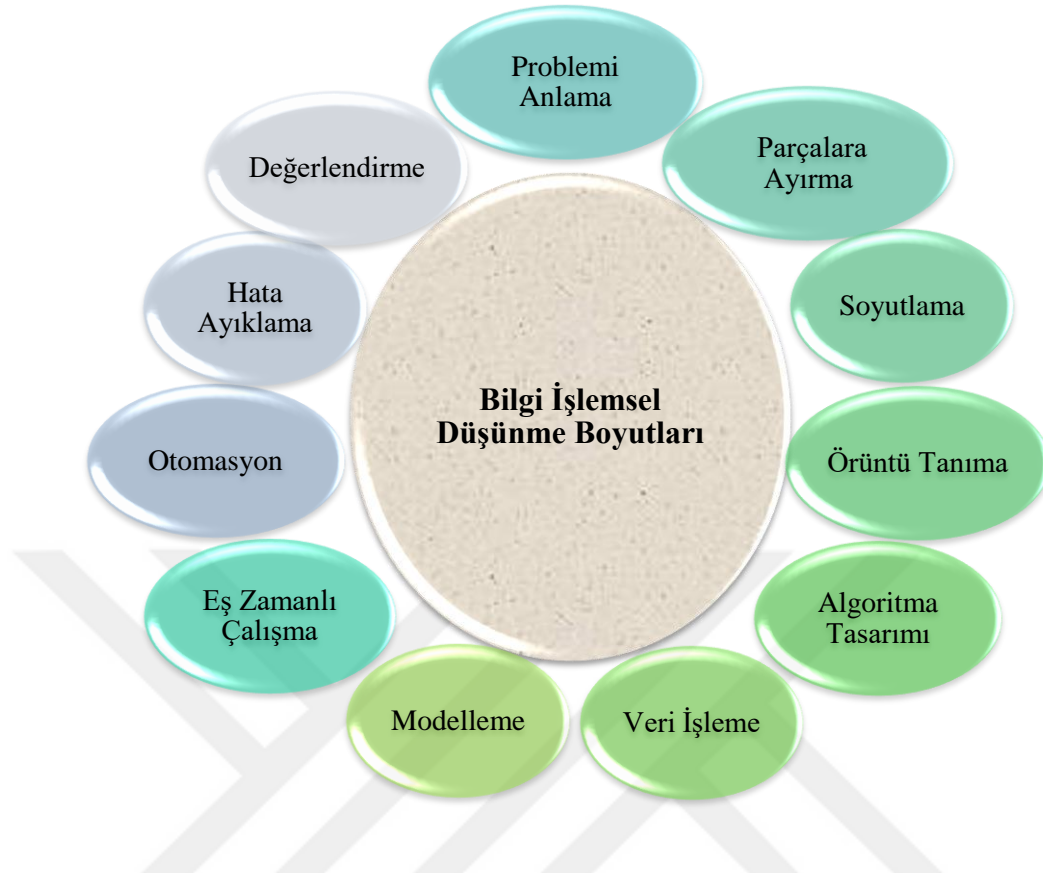 Problemi
Anlama
Parçalara
Ayırma
Soyutlama
Örüntü Tanıma
Algoritma
Tasarımı
Veri İşleme
Modelleme
Eş Zamanlı
Çalışma
Otomasyon
Hata
Ayıklama
Değerlendirme
Bilgi İşlemsel
Düşünme Boyutları